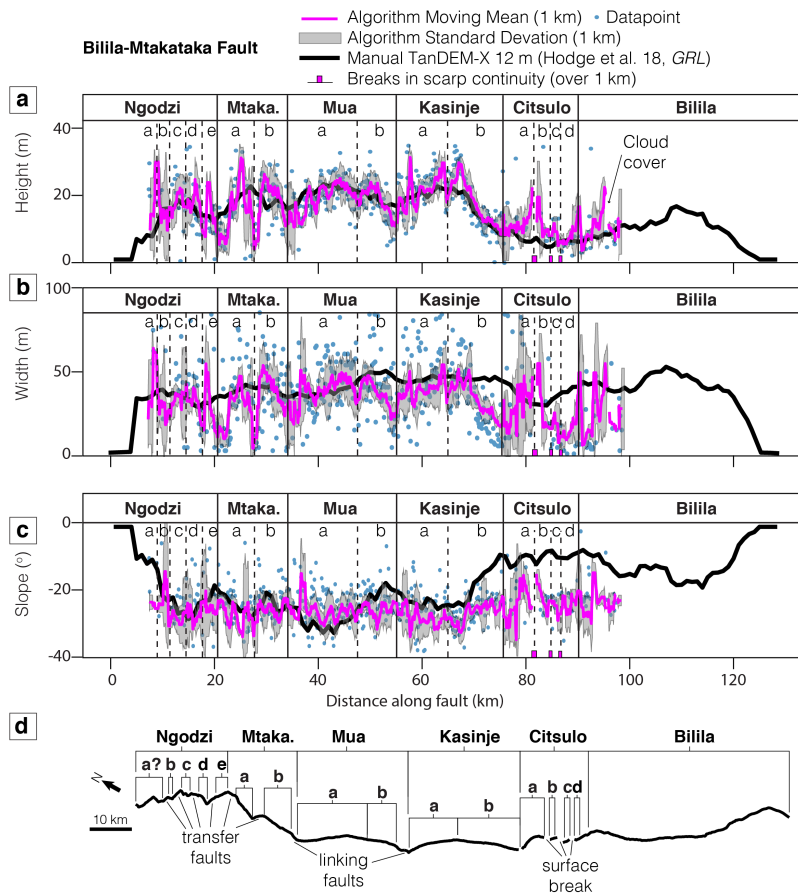 Bilila-Mtakataka Fault
Algorithm Moving Mean (1 km) Datapoint
Algorithm Standard Devation (1 km)
Manual TanDEM-X 12 m (Hodge et al. 18, GRL)
Breaks in scarp continuity (over 1 km)
a
Ngodzi Mtaka. Mua Kasinje Citsulo Bilila
a b c d e a b a b a b a b c d
Cloud
cover
Height (m)
40
20
0
b
Ngodzi Mtaka. Mua Kasinje Citsulo Bilila
a b c d e a b a b a b a b c d
Width (m)
100
50
0
c
Ngodzi Mtaka. Mua Kasinje Citsulo Bilila
a b c d e a b a b a b a b c d
Slope (°)
0
-20
-40
0 20 40 60 80 100 120
Distance along fault (km)
d
Ngodzi Mtaka. Mua Kasinje Citsulo Bilila
a? b c d e a b a b a b a b c d
N
10 km
transfer
faults
linking
faults
surface
break